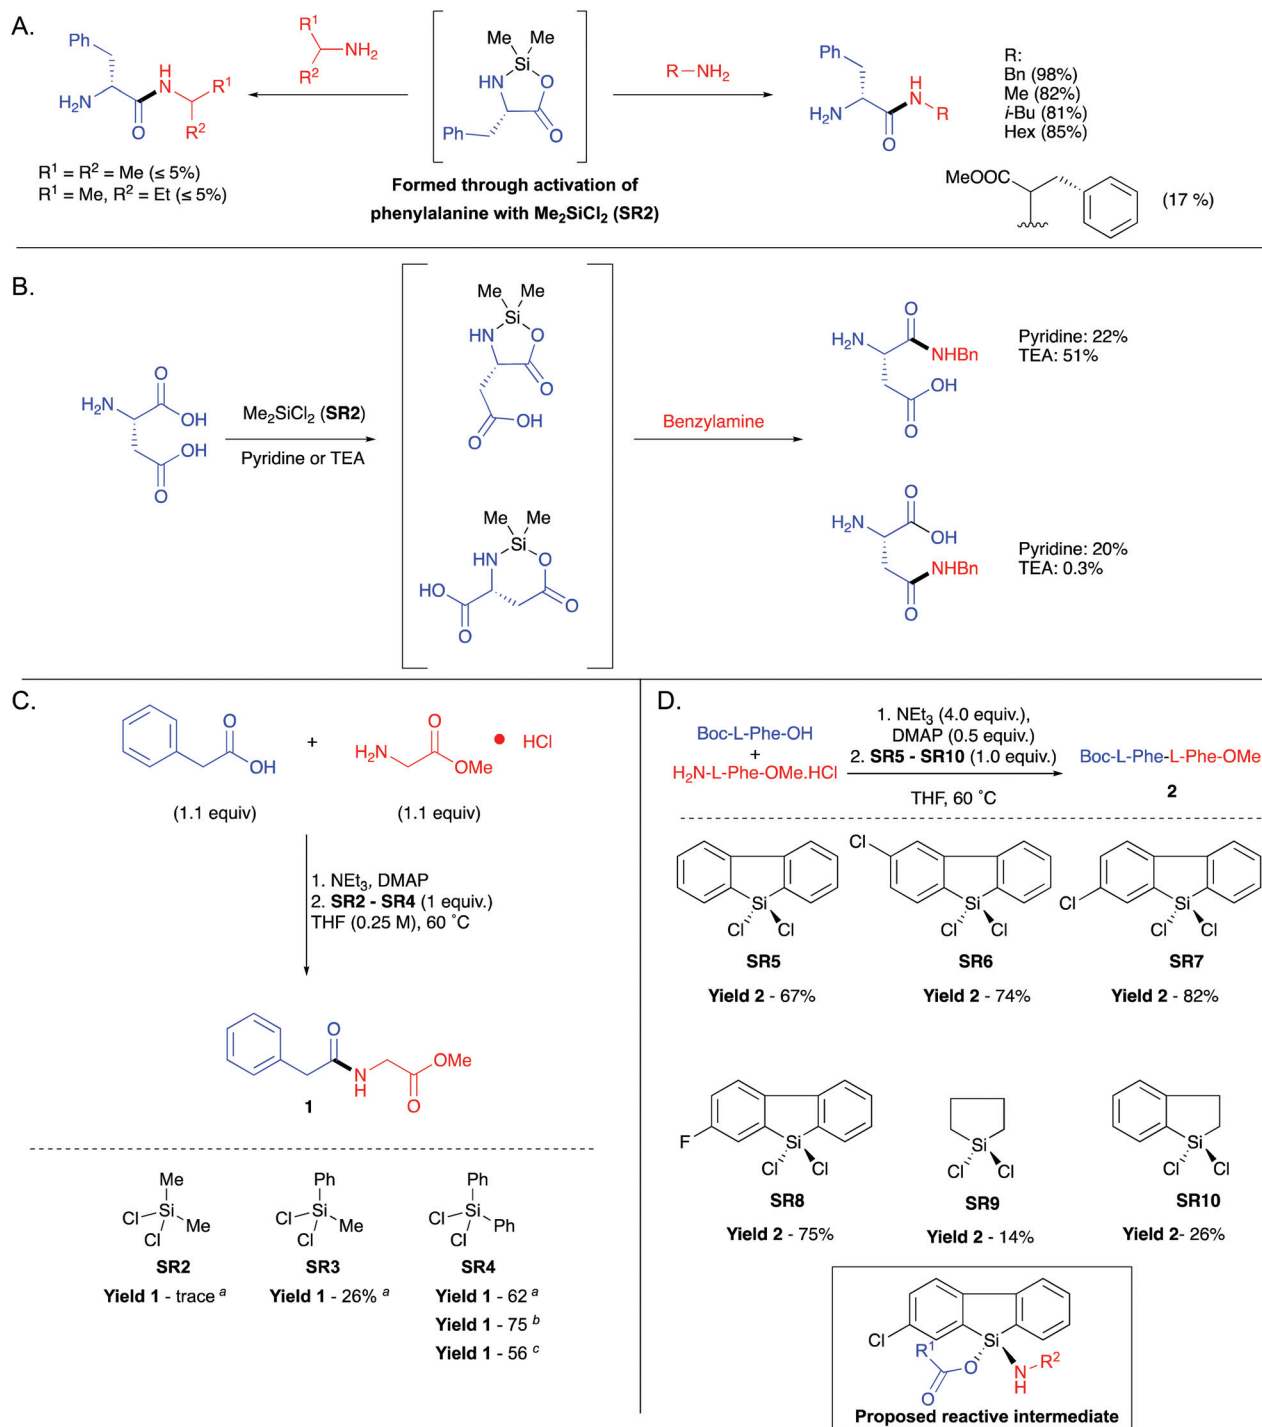 A.
Ph
H
N
R1
H2N
O
R2
R1
NH2
R2
R1 = R2 = Me (≤ 5%)
R1 = Me, R2 = Et (≤ 5%)
Me Me
Si
HN
O
Ph
O
Formed through activation of
phenylalanine with Me2SiCl2 (SR2)
R−NH2
Ph
H
N
R
H2N
O
R:
Bn (98%)
Me (82%)
i-Bu (81%)
Hex (85%)
MeOOC
(17 %)
B.
O
H2N
OH
O
OH
O
Me2SiCl2 (SR2)
Pyridine or TEA
Me Me
Si
HN
O
O
OH
O
Me Me
Si
HN
O
HO
O
O
Benzylamine
O
H2N
NHBn
OH
O
Pyridine: 22%
TEA: 51%
O
H2N
OH
NHBn
O
Pyridine: 20%
TEA: 0.3%
C.
O
OH
+
O
H2N
OMe
• HCl
(1.1 equiv)
(1.1 equiv)
1. NEt3, DMAP
2. SR2 - SR4 (1 equiv.)
THF (0.25 M), 60 ˚C
O
N
H
OMe
O
1
Me
Si
Cl
Me
Cl
SR2
Yield 1 - trace a
Ph
Si
Cl
Me
Cl
SR3
Yield 1 - 26% a
Ph
Si
Cl
Ph
Cl
SR4
Yield 1 - 62 a
Yield 1 - 75 b
Yield 1 - 56 c
D.
Boc-L-Phe-OH
+
H2N-L-Phe-OMe.HCl
1. NEt3 (4.0 equiv.),
DMAP (0.5 equiv.)
2. SR5 - SR10 (1.0 equiv.)
THF, 60 ˚C
Boc-L-Phe-L-Phe-OMe
2
Si
Cl Cl
SR5
Yield 2 - 67%
Cl
Si
Cl Cl
SR6
Yield 2 - 74%
Cl
Si
Cl Cl
SR7
Yield 2 - 82%
F
Si
Cl Cl
SR8
Yield 2 - 75%
Si
Cl Cl
SR9
Yield 2 - 14%
Si
Cl Cl
SR10
Yield 2- 26%
Cl
Si
R1
O
O
N
H
R2
Proposed reactive intermediate